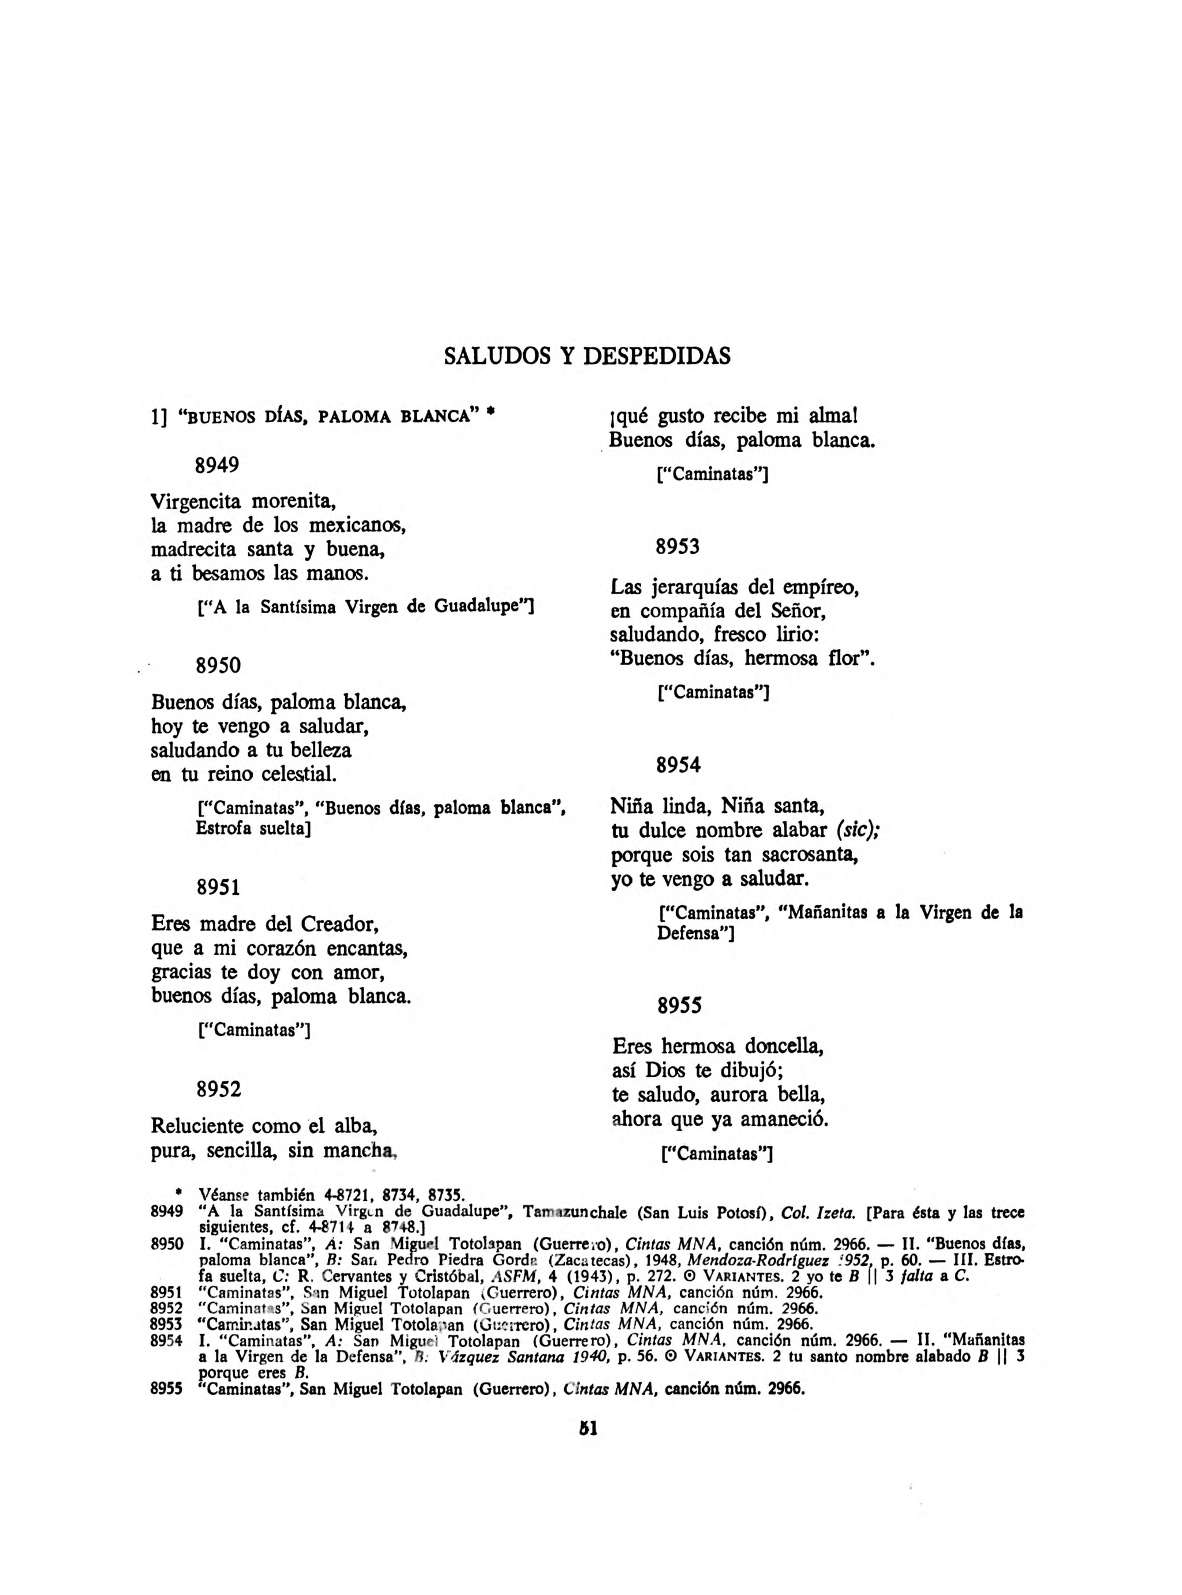 SALUDOS Y DESPEDIDAS
1] “BUENOS DÍAS, PALOMA BLANCA” *
8949
Virgencita morenita,
la madre de los mexicanos,
madrecita santa y buena,
a ti besamos las manos.
[“A la Santísima Virgen de Guadalupe”]
8950
Buenos días, paloma blanca,
hoy te vengo a saludar,
saludando a tu belleza
en tu reino celestial.
[“Caminatas”, “Buenos días, paloma blanca”,
Estrofa suelta]
8951
Eres madre del Creador,
que a mi corazón encantas,
gracias te doy con amor,
buenos días, paloma blanca.
[“Caminatas”]
8952
Reluciente como el alba,
pura, sencilla, sin mancha,
¡qué gusto recibe mi alma!
Buenos días, paloma blanca.
[“Caminatas”]
8953
Las jerarquías del empíreo,
en compañía del Señor,
saludando, fresco lirio:
“Buenos días, hermosa flor”.
[“Caminatas”]
8954
Niña linda, Niña santa,
tu dulce nombre alabar (sic);
porque sois tan sacrosanta,
yo te vengo a saludar.
[“Caminatas”, “Mañanitas a la Virgen de la
Defensa”]
8955
Eres hermosa doncella,
así Dios te dibujó;
te saludo, aurora bella,
ahora que ya amaneció.
[“Caminatas”]
* Véanse también 4-8721, 8734, 8735.
8949 “A la Santísima Virgen de Guadalupe”, Tamazunchale (San Luis Potosí), Col. Izeta. [Para ésta y las trece
siguientes, cf. 4-8714 a 8748.]
8950 I. “Caminatas”, A: San Miguel Totolapan (Guerrero), Cintas MNA, canción núm. 2966. — II. “Buenos días,
paloma blanca”, B: San Pedro Piedra Gorda (Zacatecas), 1948, Mendoza-Rodríguez 1952, p. 60. — III. Estro-
fa suelta, C: R. Cervantes y Cristóbal, ASFM, 4 (1943), p. 272. ⊙ VARIANTES. 2 yo te B || 3 falta a C.
8951 “Caminatas”, San Miguel Totolapan (Guerrero), Cintas MNA, canción núm. 2966.
8952 “Caminatas”, San Miguel Totolapan (Guerrero), Cintas MNA, canción núm. 2966.
8953 “Caminatas”, San Miguel Totolapan (Guerrero), Cintas MNA, canción núm. 2966.
8954 I. “Caminatas”, A: San Miguel Totolapan (Guerrero), Cintas MNA, canción núm. 2966. — II. “Mañanitas
a la Virgen de la Defensa”, B: Vázquez Santana 1940, p. 56. ⊙ VARIANTES. 2 tu santo nombre alabado B || 3
porque eres B.
8955 “Caminatas”, San Miguel Totolapan (Guerrero), Cintas MNA, canción núm. 2966.
51